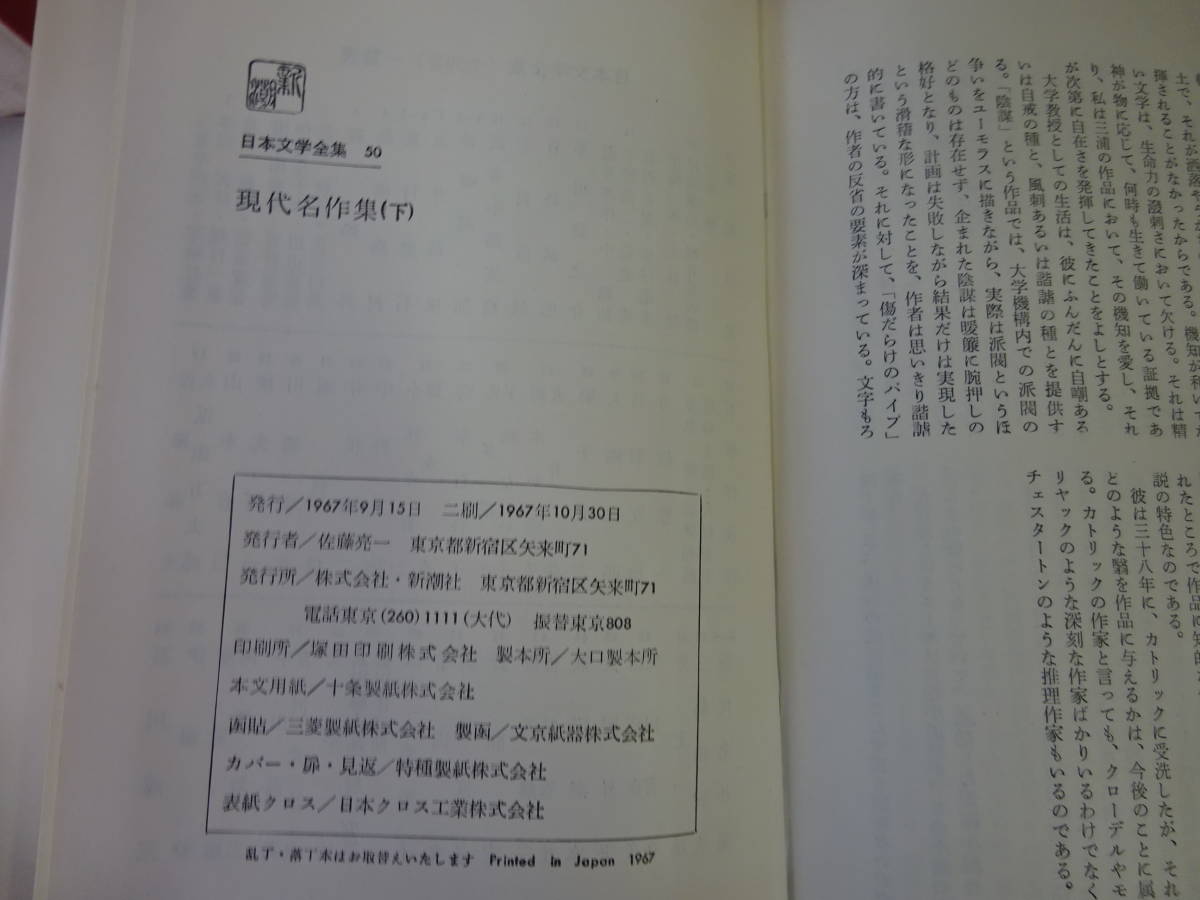 土で、それが洒落や
揮されることがなかったからである。機知が利い
い文学は、生命力の潑刺さにおいて欠ける。それは精
神が物に応じて、何時も生きて働いている証拠であ
り、私は三浦の作品において、その機知を愛し、それ
が次第に自在さを発揮してきたことをよしとする。
大学教授としての生活は、彼にふんだんに自嘲ある
いは自戒の種と、風刺あるいは諧謔の種とを提供す
る。「陰謀」という作品では、大学機構内での派閥の
争いをユーモラスに描きながら、実際は派閥というほ
どのものは存在せず、企まれた陰謀は暖簾に腕押しの
格好となり、計画は失敗しながら結果だけは実現した
という滑稽な形になったことを、作者は思いきり諧謔
的に書いている。それに対して、「傷だらけのパイプ」
の方は、作者の反省の要素が深まっている。文字もろ
れたところで作品に知的な
説の特色なのである。
彼は三十八年に、カトリックに受洗したが、それ
どのような翳を作品に与えるかは、今後のことに属
る。カトリックの作家と言っても、クローデルやモ
リヤックのような深刻な作家ばかりいるわけでなく
チェスタートンのような推理作家もいるのである。
新潮
日本文学全集 50
現代名作集(下)
発行/1967年9月15日 二刷/1967年10月30日
発行者/佐藤亮一 東京都新宿区矢来町71
発行所/株式会社・新潮社 東京都新宿区矢来町71
電話東京(260)1111(大代) 振替東京808
印刷所/塚田印刷株式会社 製本所/大口製本所
本文用紙/十条製紙株式会社
函貼/三菱製紙株式会社 製函/文京紙器株式会社
カバー・扉・見返/特種製紙株式会社
表紙クロス/日本クロス工業株式会社
乱丁・落丁本はお取替えいたします Printed in Japan 1967